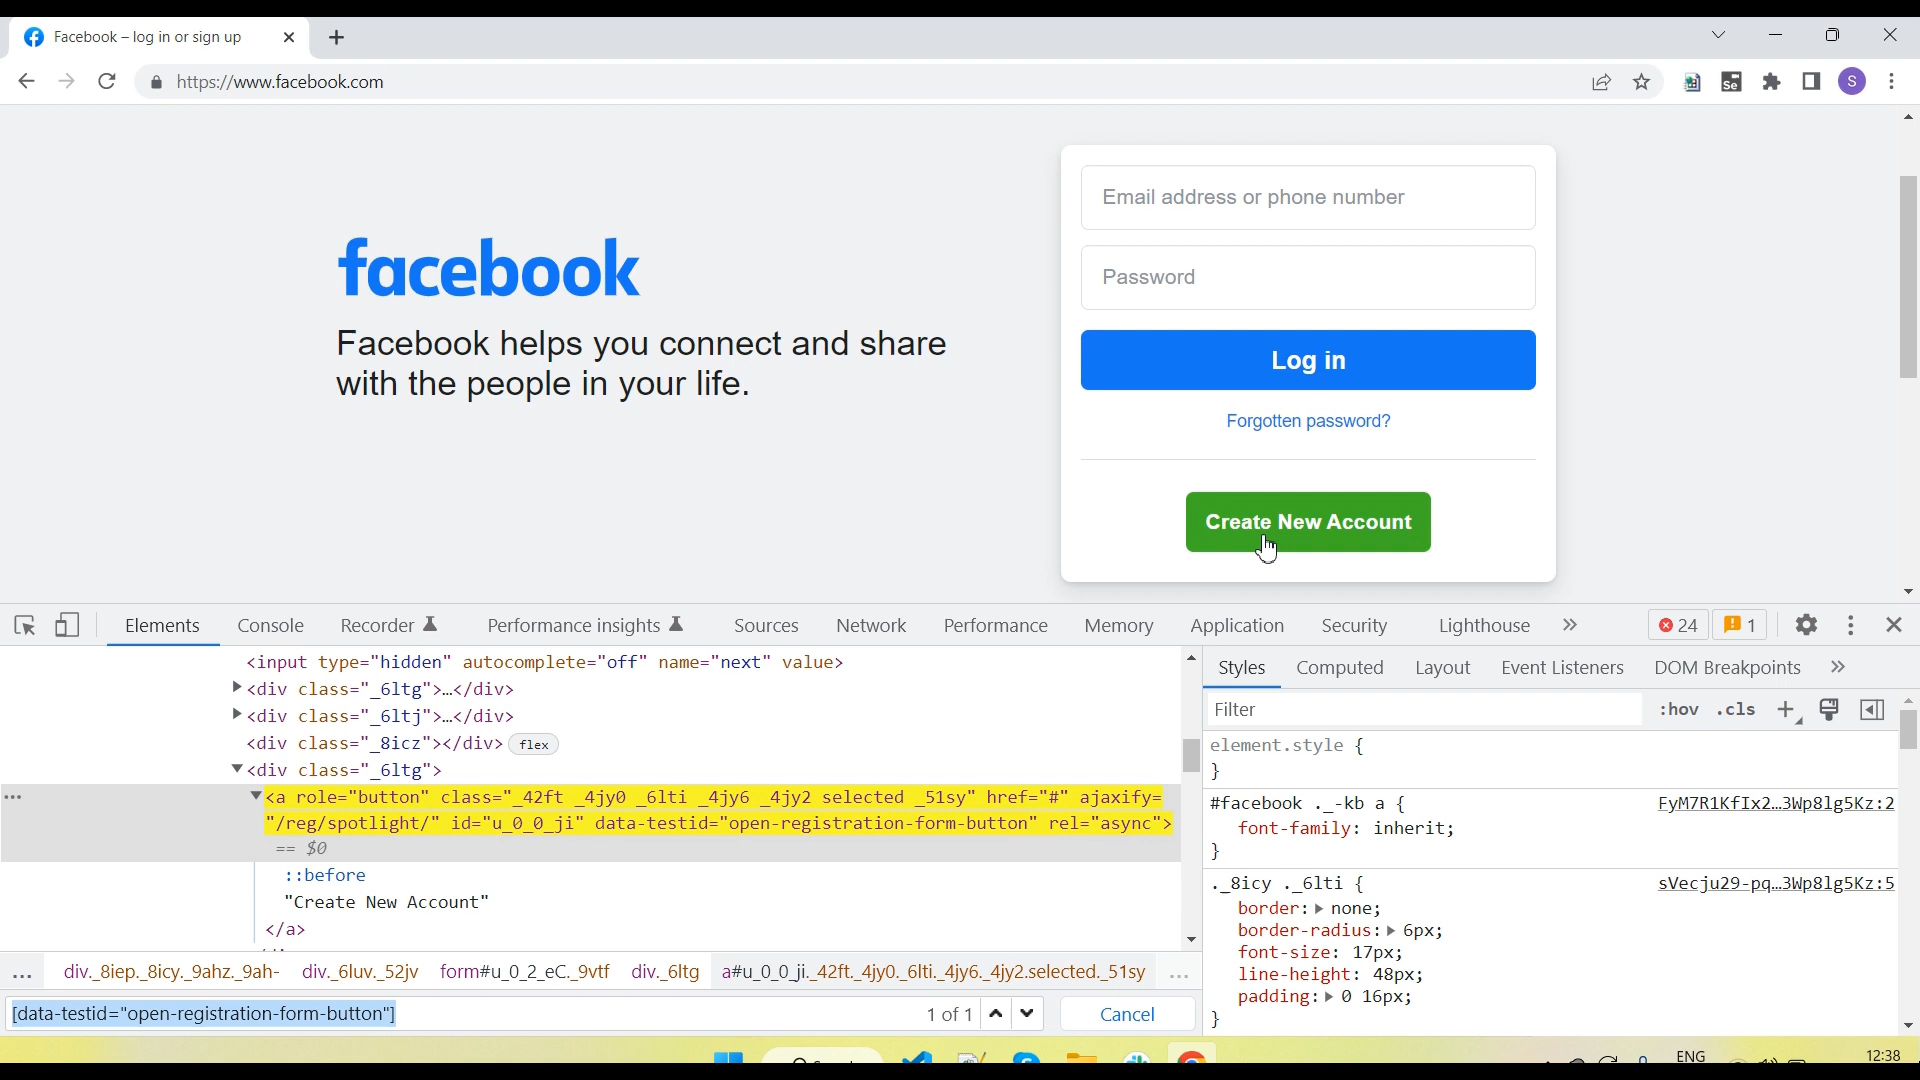 Facebook – log in or sign up
https://www.facebook.com
Se
S
Email address or phone number
Password
Log in
Forgotten password?
Create New Account
facebook
Facebook helps you connect and share
with the people in your life.
Elements Console Recorder Performance insights Sources Network Performance Memory Application Security Lighthouse » 24 1
<input type="hidden" autocomplete="off" name="next" value>
<div class="_6ltg">…</div>
<div class="_6ltj">…</div>
<div class="_8icz"></div> flex
<div class="_6ltg">
<a role="button" class="_42ft _4jy0 _6lti _4jy6 _4jy2 selected _51sy" href="#" ajaxify=
"/reg/spotlight/" id="u_0_0_ji" data-testid="open-registration-form-button" rel="async">
== $0
::before
"Create New Account"
</a>
... div._8iep._8icy._9ahz._9ah- div._6luv._52jv form#u_0_2_eC._9vtf div._6ltg a#u_0_0_ji._42ft._4jy0._6lti._4jy6._4jy2.selected._51sy ...
[data-testid="open-registration-form-button"] 1 of 1 Cancel
Styles Computed Layout Event Listeners DOM Breakpoints »
Filter :hov .cls
element.style {
}
#facebook ._-kb a { FyM7R1KfIx2…3Wp8lg5Kz:2
font-family: inherit;
}
._8icy ._6lti { sVecju29-pq…3Wp8lg5Kz:5
border: none;
border-radius: 6px;
font-size: 17px;
line-height: 48px;
padding: 0 16px;
}
ENG 12:38